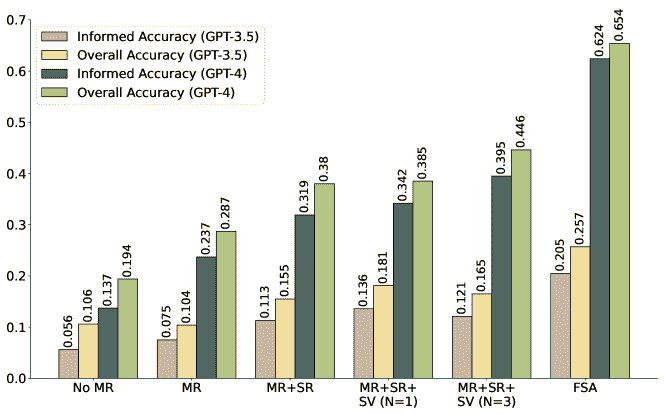 0.7
0.6
0.5
0.4
0.3
0.2
0.1
0.0
Informed Accuracy (GPT-3.5)
Overall Accuracy (GPT-3.5)
Informed Accuracy (GPT-4)
Overall Accuracy (GPT-4)
0.056
0.106
0.137
0.194
0.075
0.104
0.237
0.287
0.113
0.155
0.319
0.38
0.136
0.181
0.342
0.385
0.121
0.165
0.395
0.446
0.205
0.257
0.624
0.654
No MR
MR
MR+SR
MR+SR+
SV (N=1)
MR+SR+
SV (N=3)
FSA